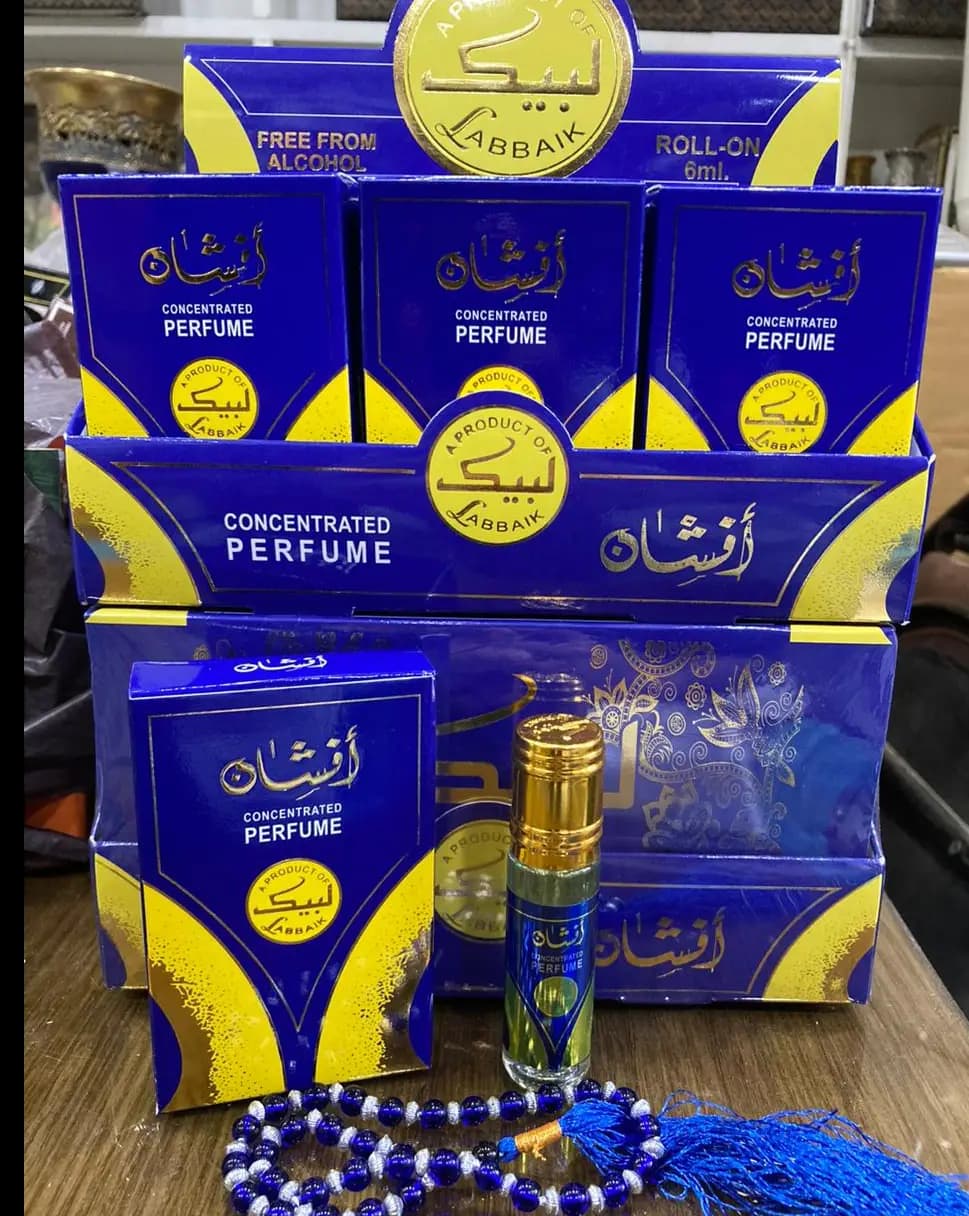 A PRODUCT OF
لبيك
LABBAIK
FREE FROM
ALCOHOL
ROLL-ON
6ml.
أفشان
CONCENTRATED
PERFUME
A PRODUCT OF
لبيك
LABBAIK
أفشان
CONCENTRATED
PERFUME
A PRODUCT OF
أفشان
CONCENTRATED
PERFUME
A PRODUCT OF
لبيك
LABBAIK
CONCENTRATED
PERFUME
A PRODUCT OF
لبيك
LABBAIK
أفشان
أفشان
أفشان
CONCENTRATED
PERFUME
A PRODUCT OF
لبيك
LABBAIK
A PRODUCT
أفشان
CONCENTRATED
PERFUME
أفشان